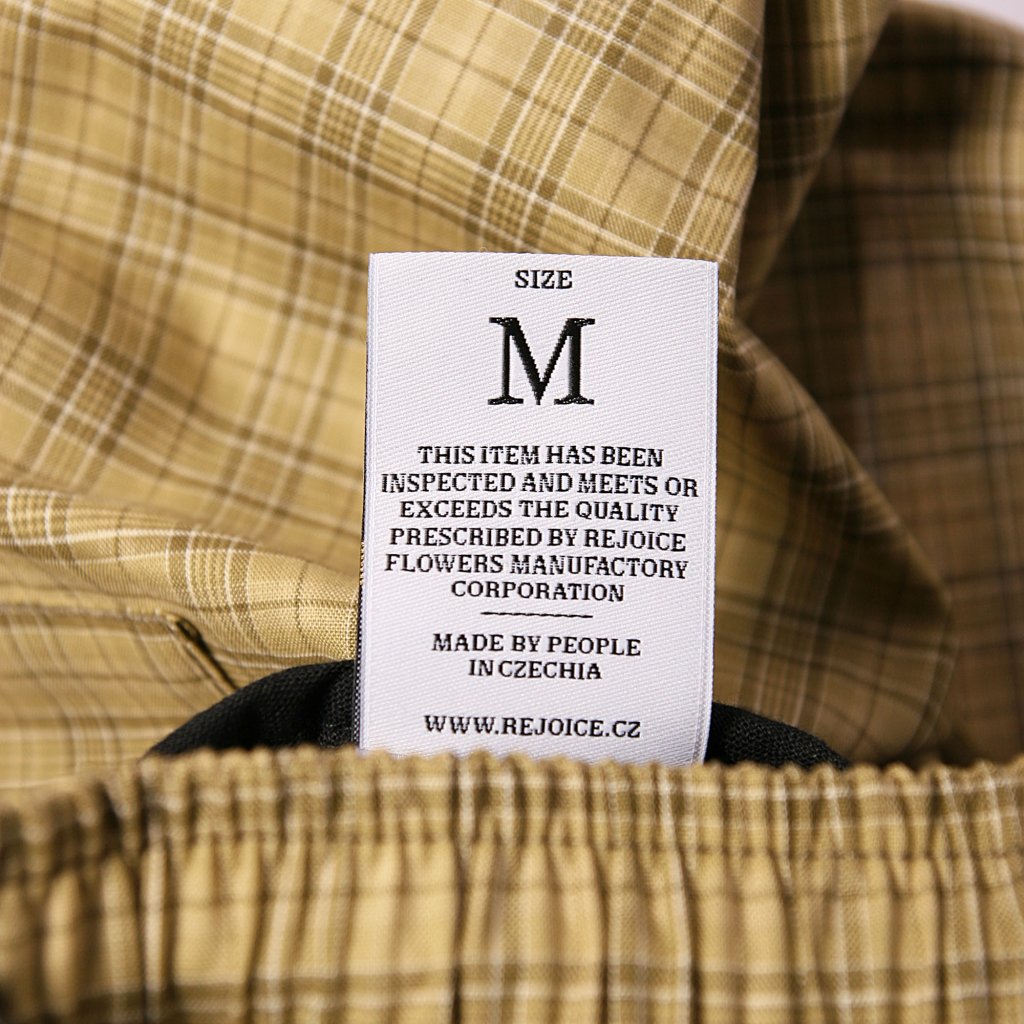 SIZE
M
THIS ITEM HAS BEEN
INSPECTED AND MEETS OR
EXCEEDS THE QUALITY
PRESCRIBED BY REJOICE
FLOWERS MANUFACTORY
CORPORATION
MADE BY PEOPLE
IN CZECHIA
WWW.REJOICE.CZ